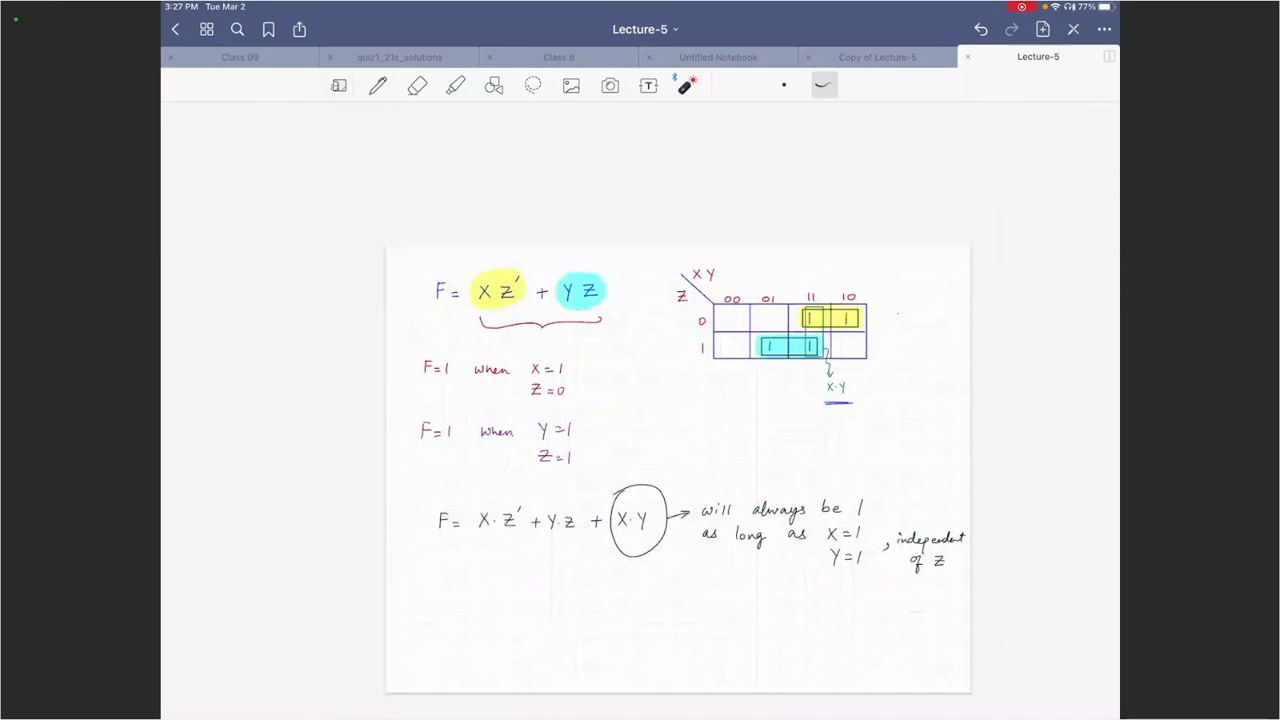 3:27 PM Tue Mar 2
77%
Lecture-5
Class 09
quiz1_21s_solutions
Class 8
Untitled Notebook
Copy of Lecture-5
Lecture-5
T
F = X Z' + Y Z
X Y
Z
00 01 11 10
0 1 1
1 1 1
X·Y
F=1 when X=1
Z=0
F=1 when Y=1
Z=1
F= X·Z' + Y·Z + X·Y
will always be 1
as long as X=1
Y=1 , independent
of Z